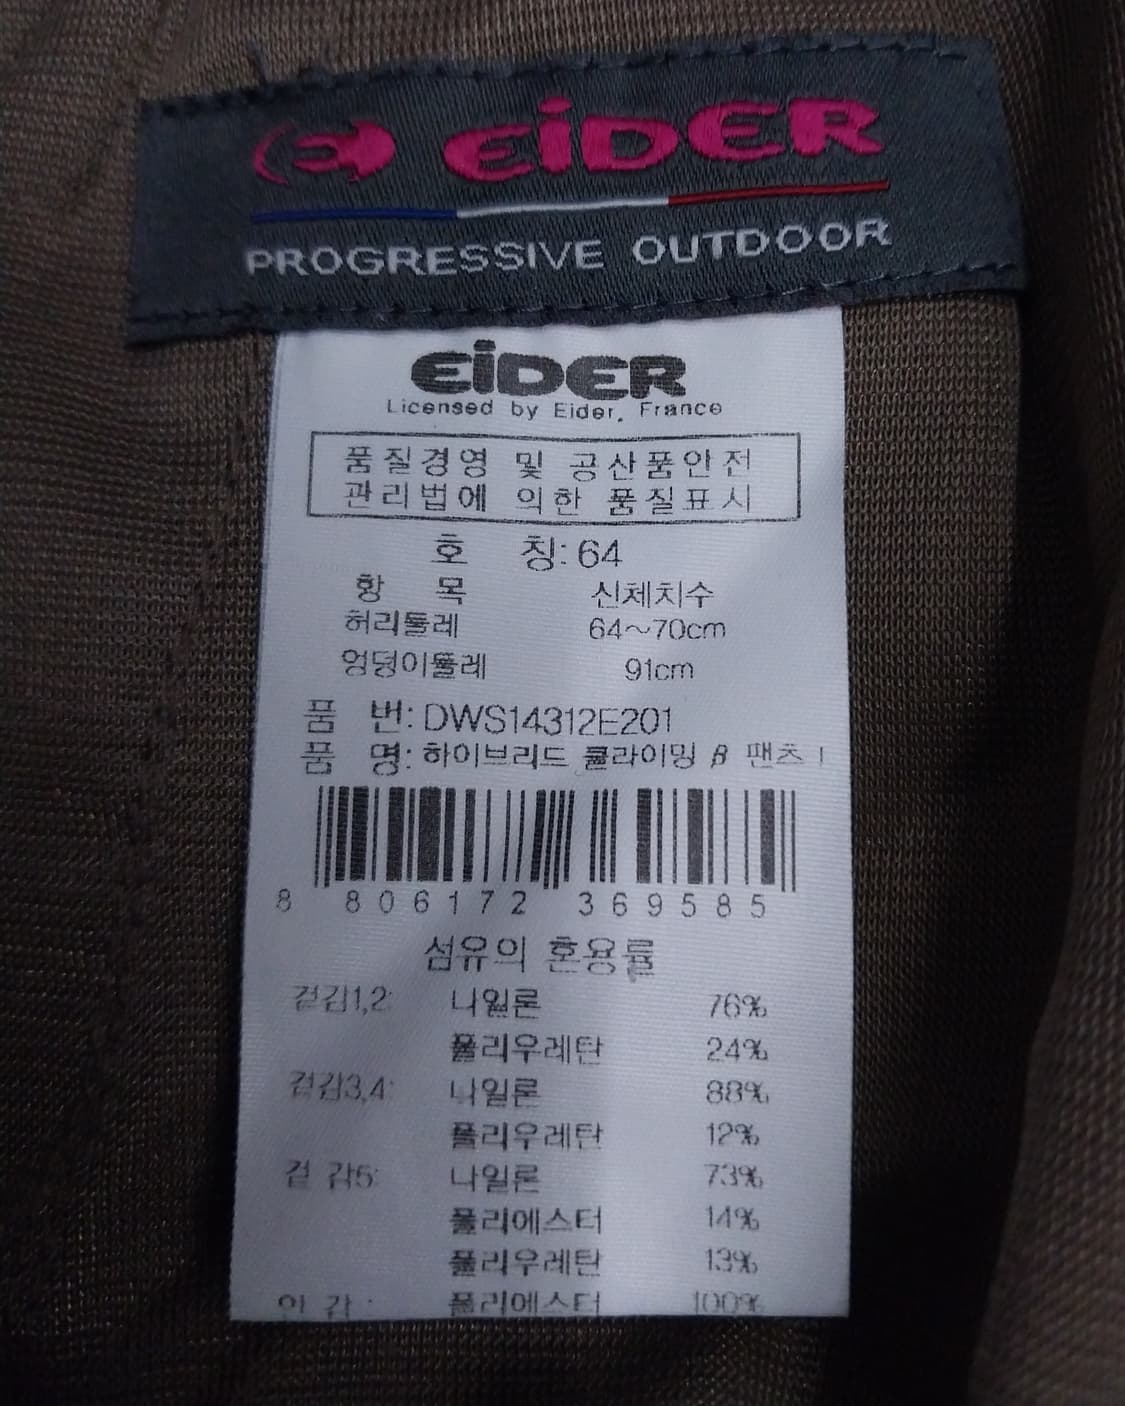 EiDER
PROGRESSIVE OUTDOOR
EiDER
Licensed by Eider, France
품질경영 및 공산품안전
관리법에 의한 품질표시
호 칭: 64
항 목 신체치수
허리둘레 64~70cm
엉덩이둘레 91cm
품 번: DWS14312E201
품 명: 하이브리드 클라이밍 β 팬츠 I
8 806172 369585
섬유의 혼용률
겉감1,2: 나일론 76%
폴리우레탄 24%
겉감3,4: 나일론 88%
폴리우레탄 12%
겉 감5: 나일론 73%
폴리에스터 14%
폴리우레탄 13%
안 감 : 폴리에스터 100%